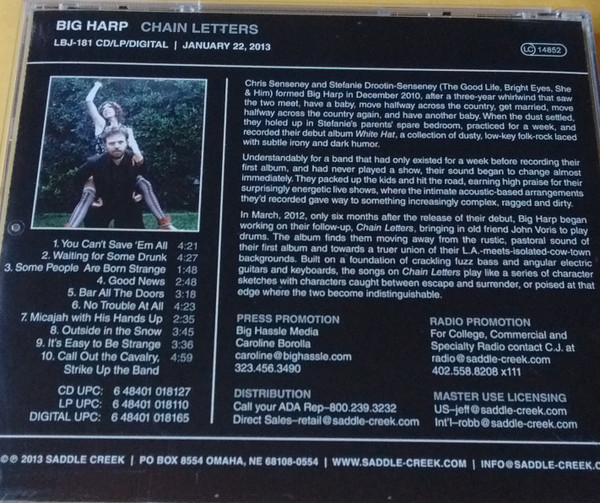 BIG HARP CHAIN LETTERS
LBJ-181 CD/LP/DIGITAL | JANUARY 22, 2013
LC 14852
Chris Senseney and Stefanie Drootin-Senseney (The Good Life, Bright Eyes, She
& Him) formed Big Harp in December 2010, after a three-year whirlwind that saw
the two meet, have a baby, move halfway across the country, get married, move
halfway across the country again, and have another baby. When the dust settled,
they holed up in Stefanie's parents' spare bedroom, practiced for a week, and
recorded their debut album White Hat, a collection of dusty, low-key folk-rock laced
with subtle irony and dark humor.
Understandably for a band that had only existed for a week before recording their
first album, and had never played a show, their sound began to change almost
immediately. They packed up the kids and hit the road, earning high praise for their
surprisingly energetic live shows, where the intimate acoustic-based arrangements
they'd recorded gave way to something increasingly complex, ragged and dirty.
In March, 2012, only six months after the release of their debut, Big Harp began
working on their follow-up, Chain Letters, bringing in old friend John Voris to play
drums. The album finds them moving away from the rustic, pastoral sound of
their first album and towards a truer union of their L.A.-meets-isolated-cow-town
backgrounds. Built on a foundation of crackling fuzz bass and angular electric
guitars and keyboards, the songs on Chain Letters play like a series of character
sketches with characters caught between escape and surrender, or poised at that
edge where the two become indistinguishable.
1. You Can't Save 'Em All 4:21
2. Waiting for Some Drunk 4:27
3. Some People Are Born Strange 1:48
4. Good News 2:48
5. Bar All The Doors 3:18
6. No Trouble At All 4:23
7. Micajah with His Hands Up 2:35
8. Outside in the Snow 3:45
9. It's Easy to Be Strange 3:36
10. Call Out the Cavalry, 4:59
Strike Up the Band
CD UPC: 6 48401 018127
LP UPC: 6 48401 018110
DIGITAL UPC: 6 48401 018165
PRESS PROMOTION
Big Hassle Media
Caroline Borolla
caroline@bighassle.com
323.456.3490
RADIO PROMOTION
For College, Commercial and
Specialty Radio contact C.J. at
radio@saddle-creek.com
402.558.8208 x111
DISTRIBUTION
Call your ADA Rep–800.239.3232
Direct Sales–retail@saddle-creek.com
MASTER USE LICENSING
US–jeff@saddle-creek.com
Int'l–robb@saddle-creek.com
©℗ 2013 SADDLE CREEK | PO BOX 8554 OMAHA, NE 68108-0554 | WWW.SADDLE-CREEK.COM | INFO@SADDLE-CREEK.CO